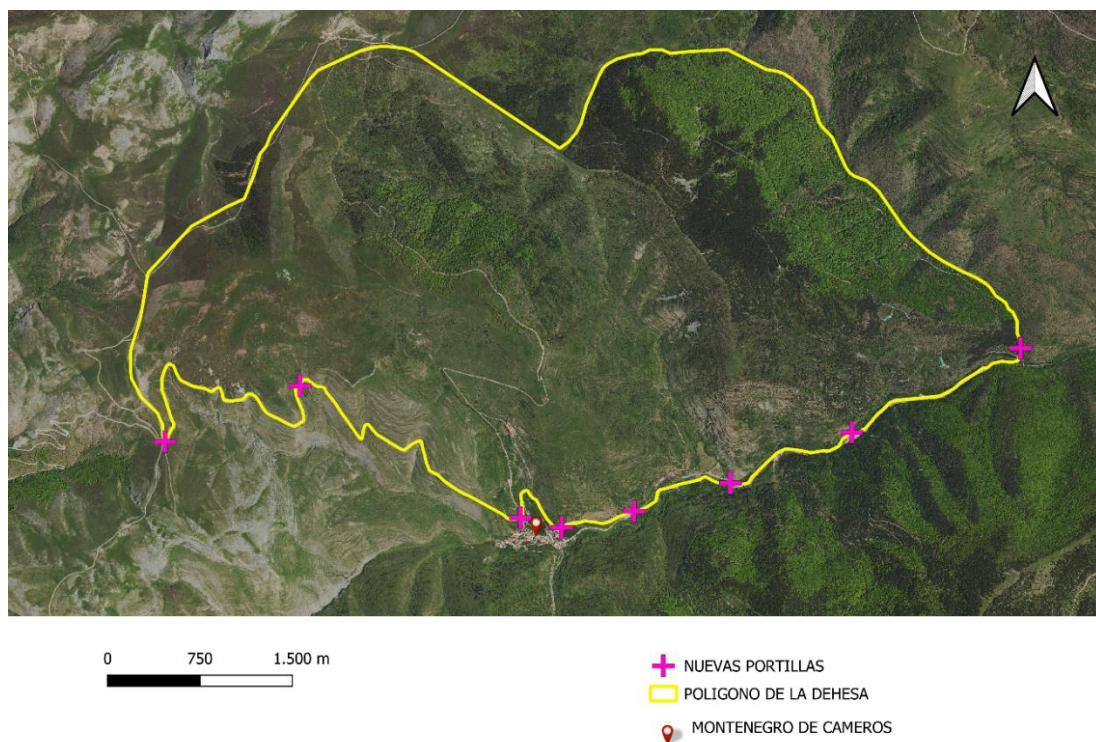 0 750 1.500 m
NUEVAS PORTILLAS
POLIGONO DE LA DEHESA
MONTENEGRO DE CAMEROS